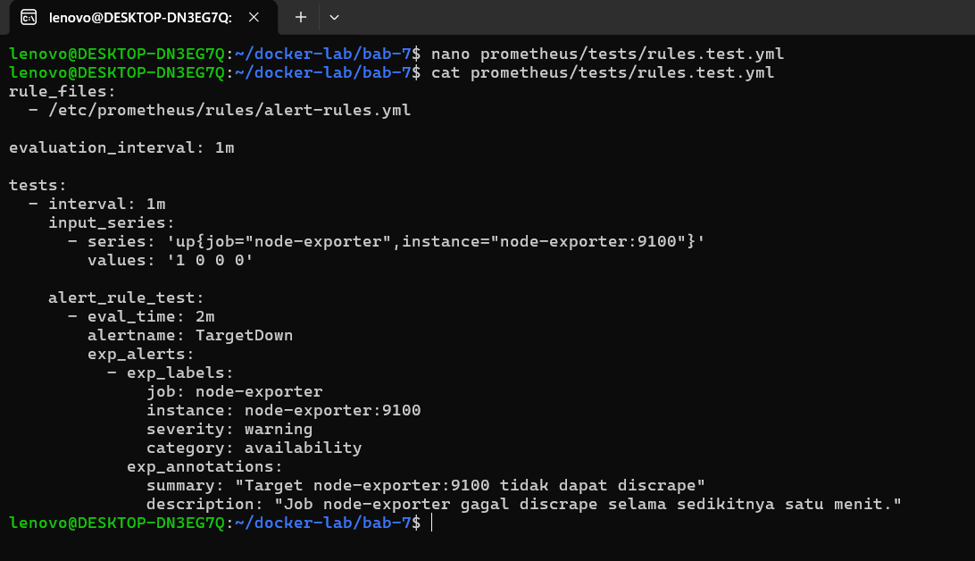 lenovo@DESKTOP-DN3EG7Q:
lenovo@DESKTOP-DN3EG7Q:~/docker-lab/bab-7$ nano prometheus/tests/rules.test.yml
lenovo@DESKTOP-DN3EG7Q:~/docker-lab/bab-7$ cat prometheus/tests/rules.test.yml
rule_files:
  - /etc/prometheus/rules/alert-rules.yml

evaluation_interval: 1m

tests:
  - interval: 1m
    input_series:
      - series: 'up{job="node-exporter",instance="node-exporter:9100"}'
        values: '1 0 0 0'

    alert_rule_test:
      - eval_time: 2m
        alertname: TargetDown
        exp_alerts:
          - exp_labels:
              job: node-exporter
              instance: node-exporter:9100
              severity: warning
              category: availability
            exp_annotations:
              summary: "Target node-exporter:9100 tidak dapat discrape"
              description: "Job node-exporter gagal discrape selama sedikitnya satu menit."
lenovo@DESKTOP-DN3EG7Q:~/docker-lab/bab-7$